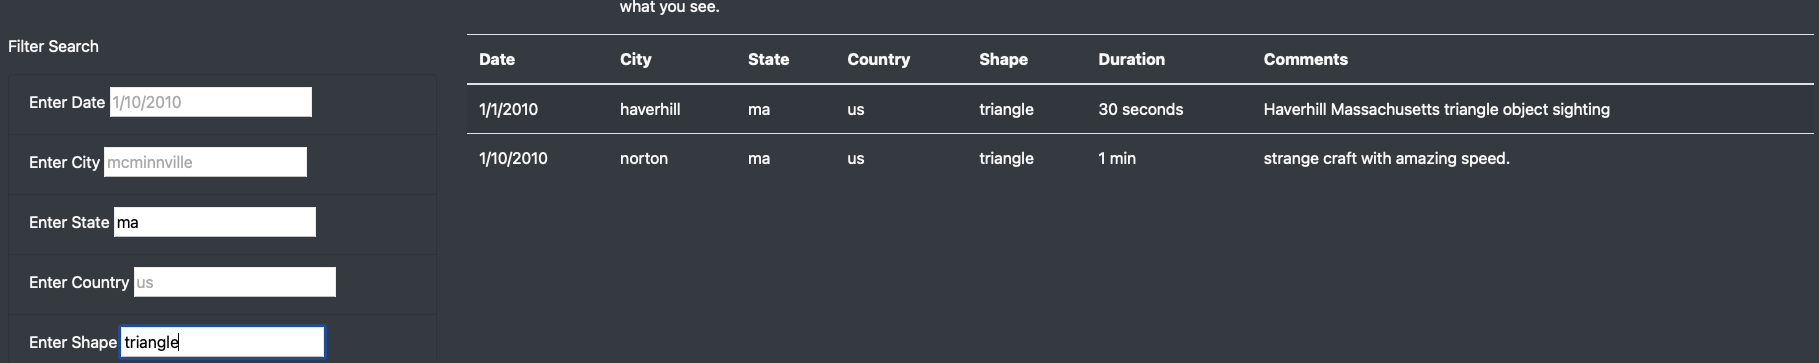 what you see.
Filter Search
Enter Date 1/10/2010
Enter City mcminnville
Enter State ma
Enter Country us
Enter Shape triangle
Date City State Country Shape Duration Comments
1/1/2010 haverhill ma us triangle 30 seconds Haverhill Massachusetts triangle object sighting
1/10/2010 norton ma us triangle 1 min strange craft with amazing speed.